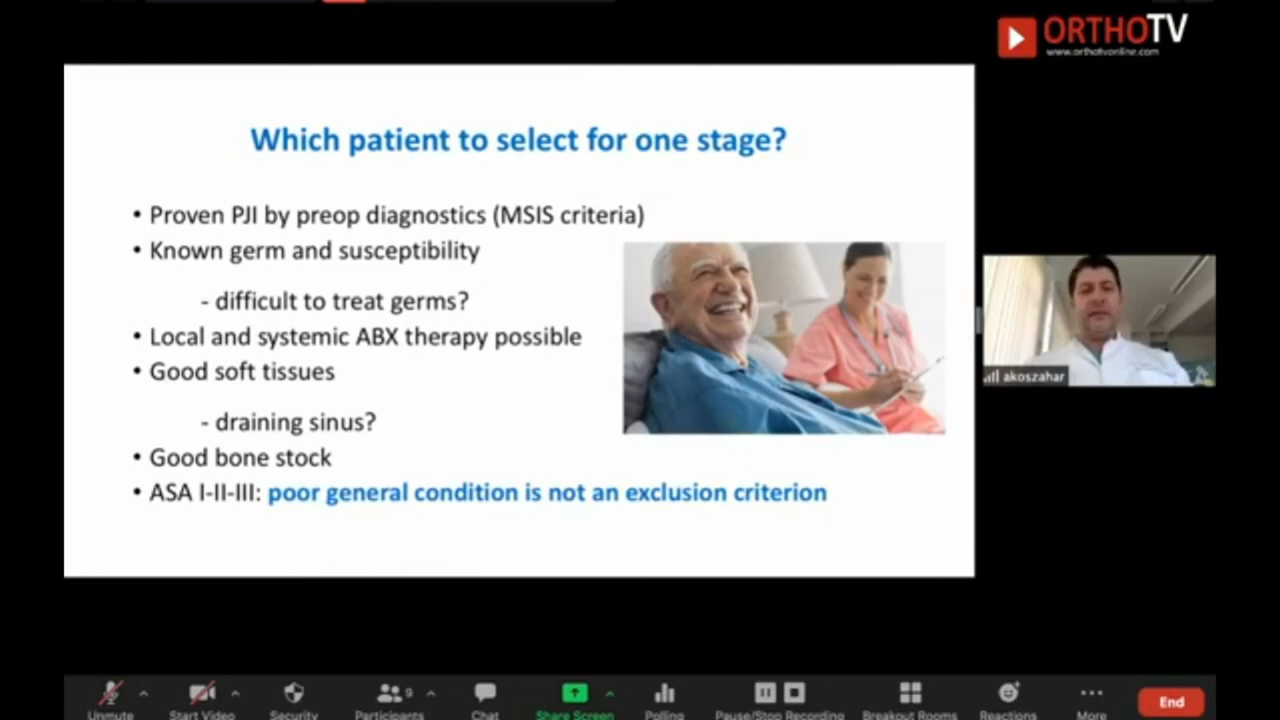 ORTHOTV
www.orthotvonline.com
Which patient to select for one stage?
• Proven PJI by preop diagnostics (MSIS criteria)
• Known germ and susceptibility
- difficult to treat germs?
• Local and systemic ABX therapy possible
• Good soft tissues
- draining sinus?
• Good bone stock
• ASA I-II-III: poor general condition is not an exclusion criterion
akoszahar
9
Unmute
Start Video
Security
Participants
Chat
Share Screen
Polling
Pause/Stop Recording
Breakout Rooms
Reactions
More
End